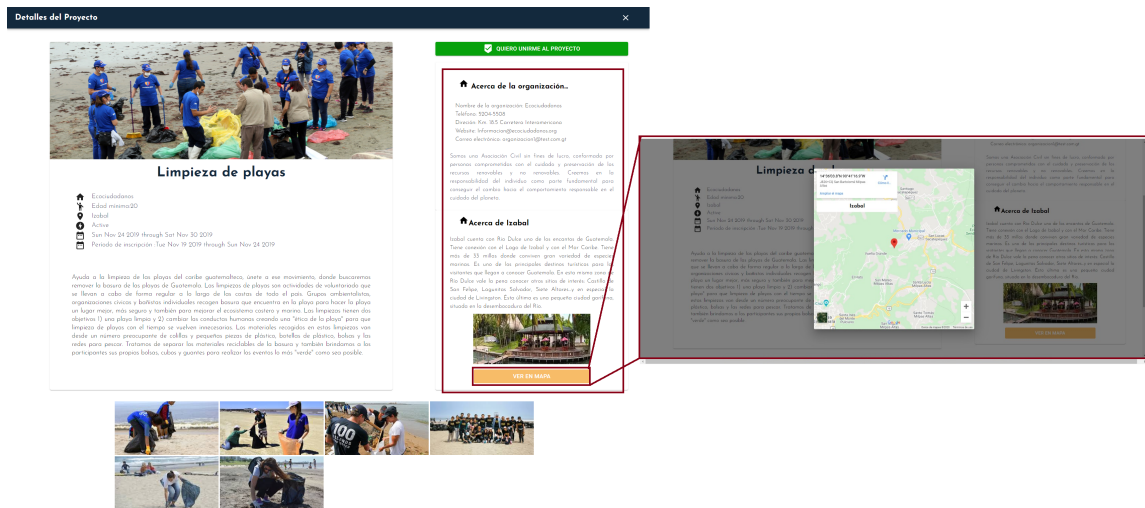 Detalles del Proyecto
QUIERO UNIRME AL PROYECTO
Limpieza de playas
Ecociudadanos
Edad minima:20
Izabal
Active
Sun Nov 24 2019 through Sat Nov 30 2019
Periodo de inscripción :Tue Nov 19 2019 through Sun Nov 24 2019
Ayuda a la limpieza de las playas del caribe guatemalteco, únete a ese movimento, donde buscaremos
remover la basura de las playas de Guatemala. Las limpiezas de playas son actividades de voluntariado que
se llevan a cabo de forma regular a lo largo de las costas de todo el país. Grupos ambientalistas,
organizaciones cívicas y bañistas individuales recogen basura que encuentra en la playa para hacer la playa
un lugar mejor, más seguro y también para mejorar el ecosistema costero y marino. Las limpiezas tienen dos
objetivos 1) una playa limpia y 2) cambiar las conductas humanas creando una "ética de la playa" para que
limpieza de playas con el tiempo se vuelven innecesarias. Los materiales recogidos en estas limpiezas van
desde un número preocupante de colillas y pequeñas piezas de plástico, botellas de plástico, bolsas y las
redes para pescar. Tratamos de separar los materiales reciclables de la basura y también brindamos a los
participantes sus propias bolsas, cubos y guantes para realizar los eventos lo más "verde" como sea posible.
Acerca de la organización...
Nombre de la organización: Ecociudadanos
Teléfono: 5204-5508
Dirección: Km. 18.5 Carretera Interamericana
Website: informacion@ecociudadanos.org
Correo electrónico: organizacion1@test.com.gt
Somos una Asociación Civil sin fines de lucro, conformada por
personas comprometidas con el cuidado y preservación de los
recursos renovables y no renovables. Creemos en la
responsabilidad del individuo como parte fundamental para
conseguir el cambio hacia el comportamiento responsable en el
cuidado del planeta.
Acerca de Izabal
Izabal cuenta con Rio Dulce uno de los encantos de Guatemala.
Tiene conexión con el Lago de Izabal y con el Mar Caribe. Tiene
más de 55 millas donde conviven gran variedad de especies
marinas. Es uno de los principales destinos turísticos para los
visitantes que llegan a conocer Guatemala. En esta misma zona de
Rio Dulce vale la pena conocer otros sitios de interés, Castillo de
San Felipe, Lagunitas Salvador, Siete Altares, y en especial la
ciudad de Livingston. Este último es una pequeña ciudad garífuna,
situada en la desembocadura del Río.
VER EN MAPA
100
Izabal
Acerca de Izabal
VER EN MAPA